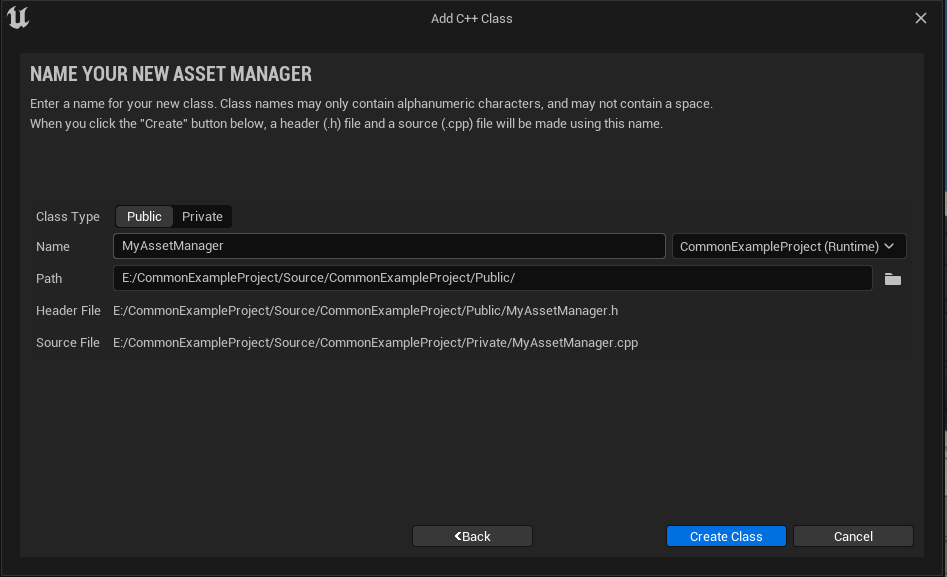 Add C++ Class
NAME YOUR NEW ASSET MANAGER
Enter a name for your new class. Class names may only contain alphanumeric characters, and may not contain a space.
When you click the "Create" button below, a header (.h) file and a source (.cpp) file will be made using this name.
Class Type Public Private
Name MyAssetManager CommonExampleProject (Runtime)
Path E:/CommonExampleProject/Source/CommonExampleProject/Public/
Header File E:/CommonExampleProject/Source/CommonExampleProject/Public/MyAssetManager.h
Source File E:/CommonExampleProject/Source/CommonExampleProject/Private/MyAssetManager.cpp
<Back Create Class Cancel